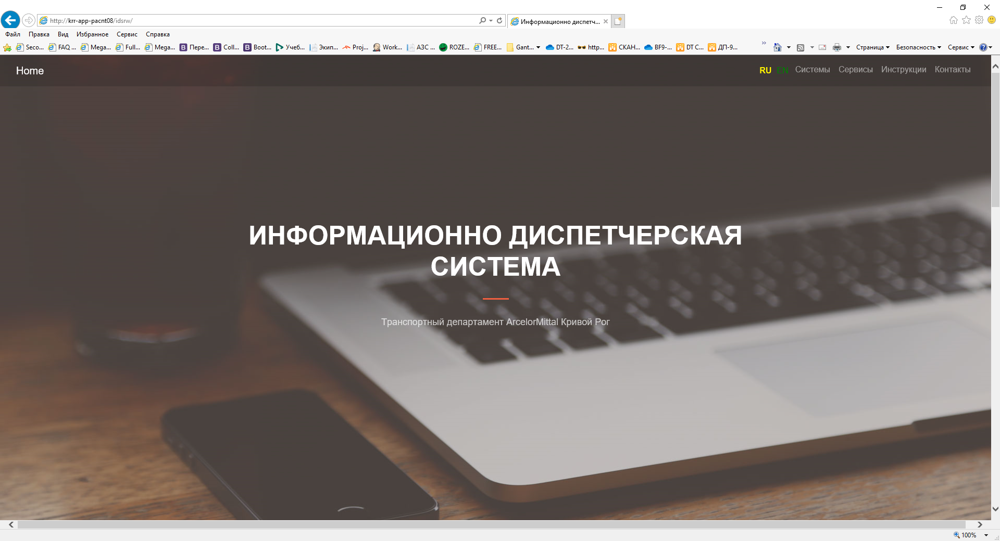 http://krr-app-pacnt08/idsrw/
Информационно диспетч...
Файл Правка Вид Избранное Сервис Справка
Seco... FAQ ... Mega... Full... Mega... Пере... Coll... Boot... Учеб... Экип... Proj... Work... АЗС ... ROZE... FREE... Gant... DT-2... http... СКАН... BF9-... DT C... ДП-9... Страница Безопасность Сервис
Home RU EN Системы Сервисы Инструкции Контакты
ИНФОРМАЦИОННО ДИСПЕТЧЕРСКАЯ
СИСТЕМА
Транспортный департамент ArcelorMittal Кривой Рог
100%